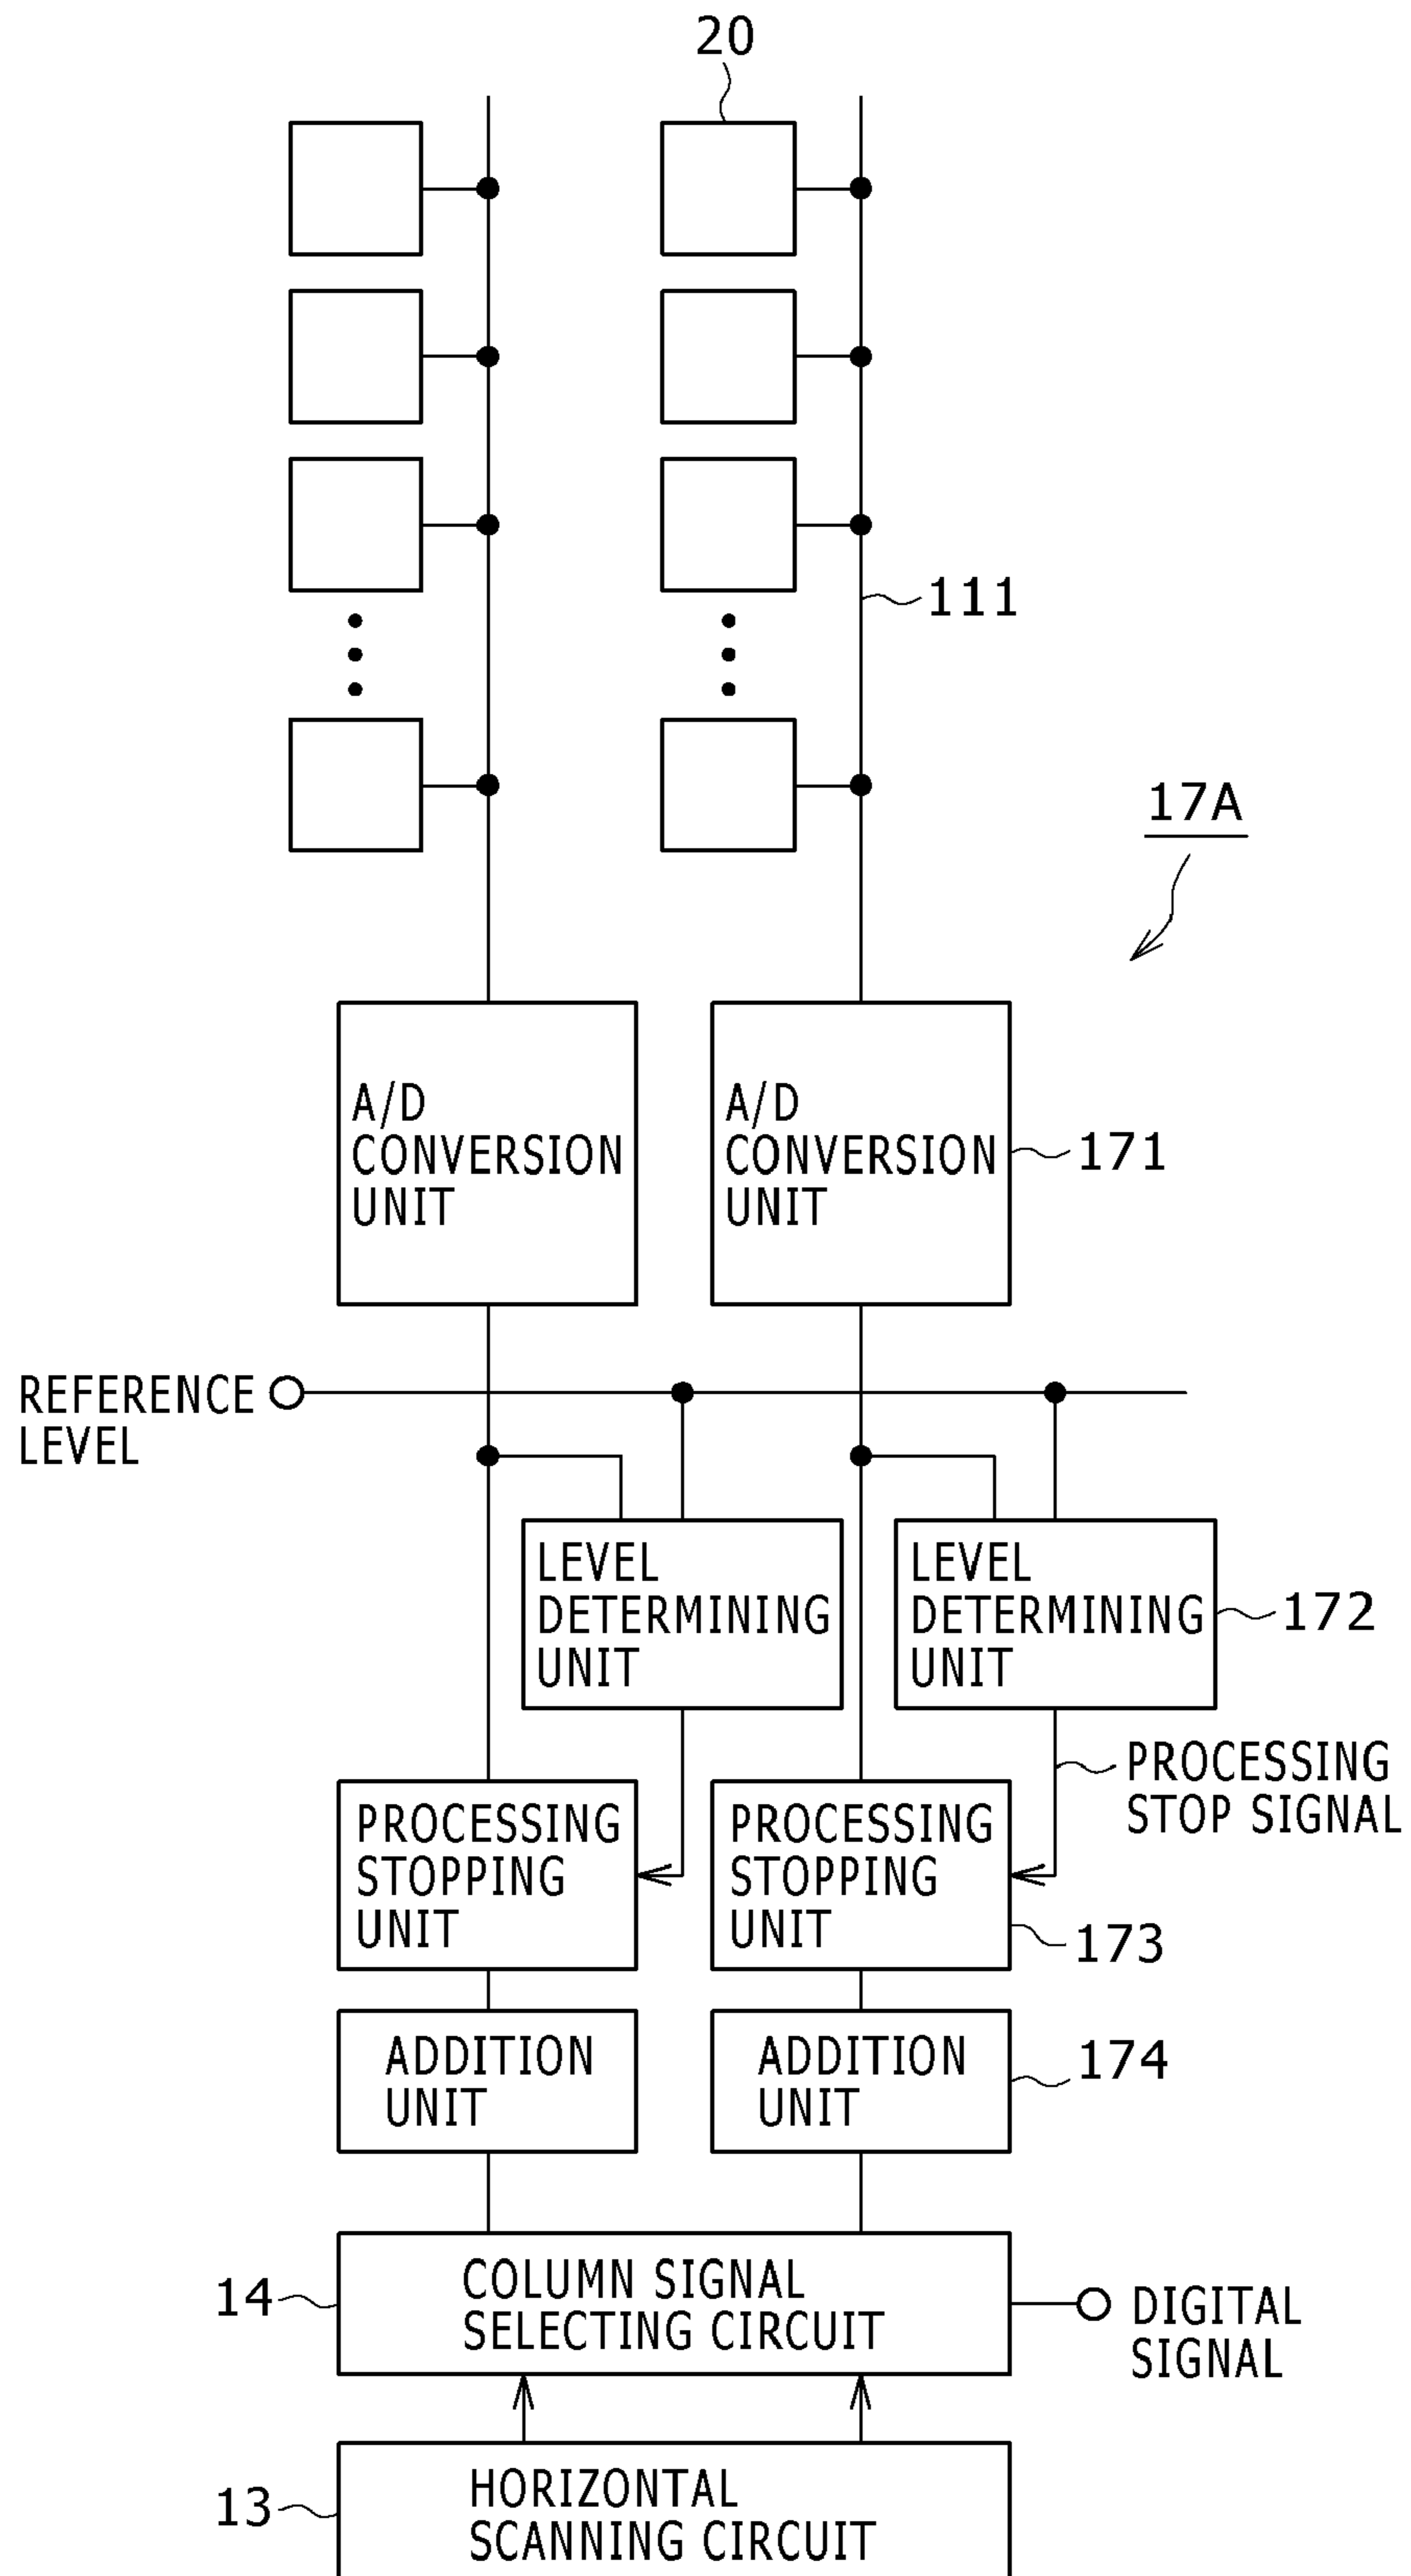 20
111
17A
A/D
CONVERSION
UNIT
A/D
CONVERSION
UNIT
171
REFERENCE
LEVEL
LEVEL
DETERMINING
UNIT
LEVEL
DETERMINING
UNIT
172
PROCESSING
STOP SIGNAL
PROCESSING
STOPPING
UNIT
PROCESSING
STOPPING
UNIT
173
ADDITION
UNIT
ADDITION
UNIT
174
14
COLUMN SIGNAL
SELECTING CIRCUIT
DIGITAL
SIGNAL
13
HORIZONTAL
SCANNING CIRCUIT